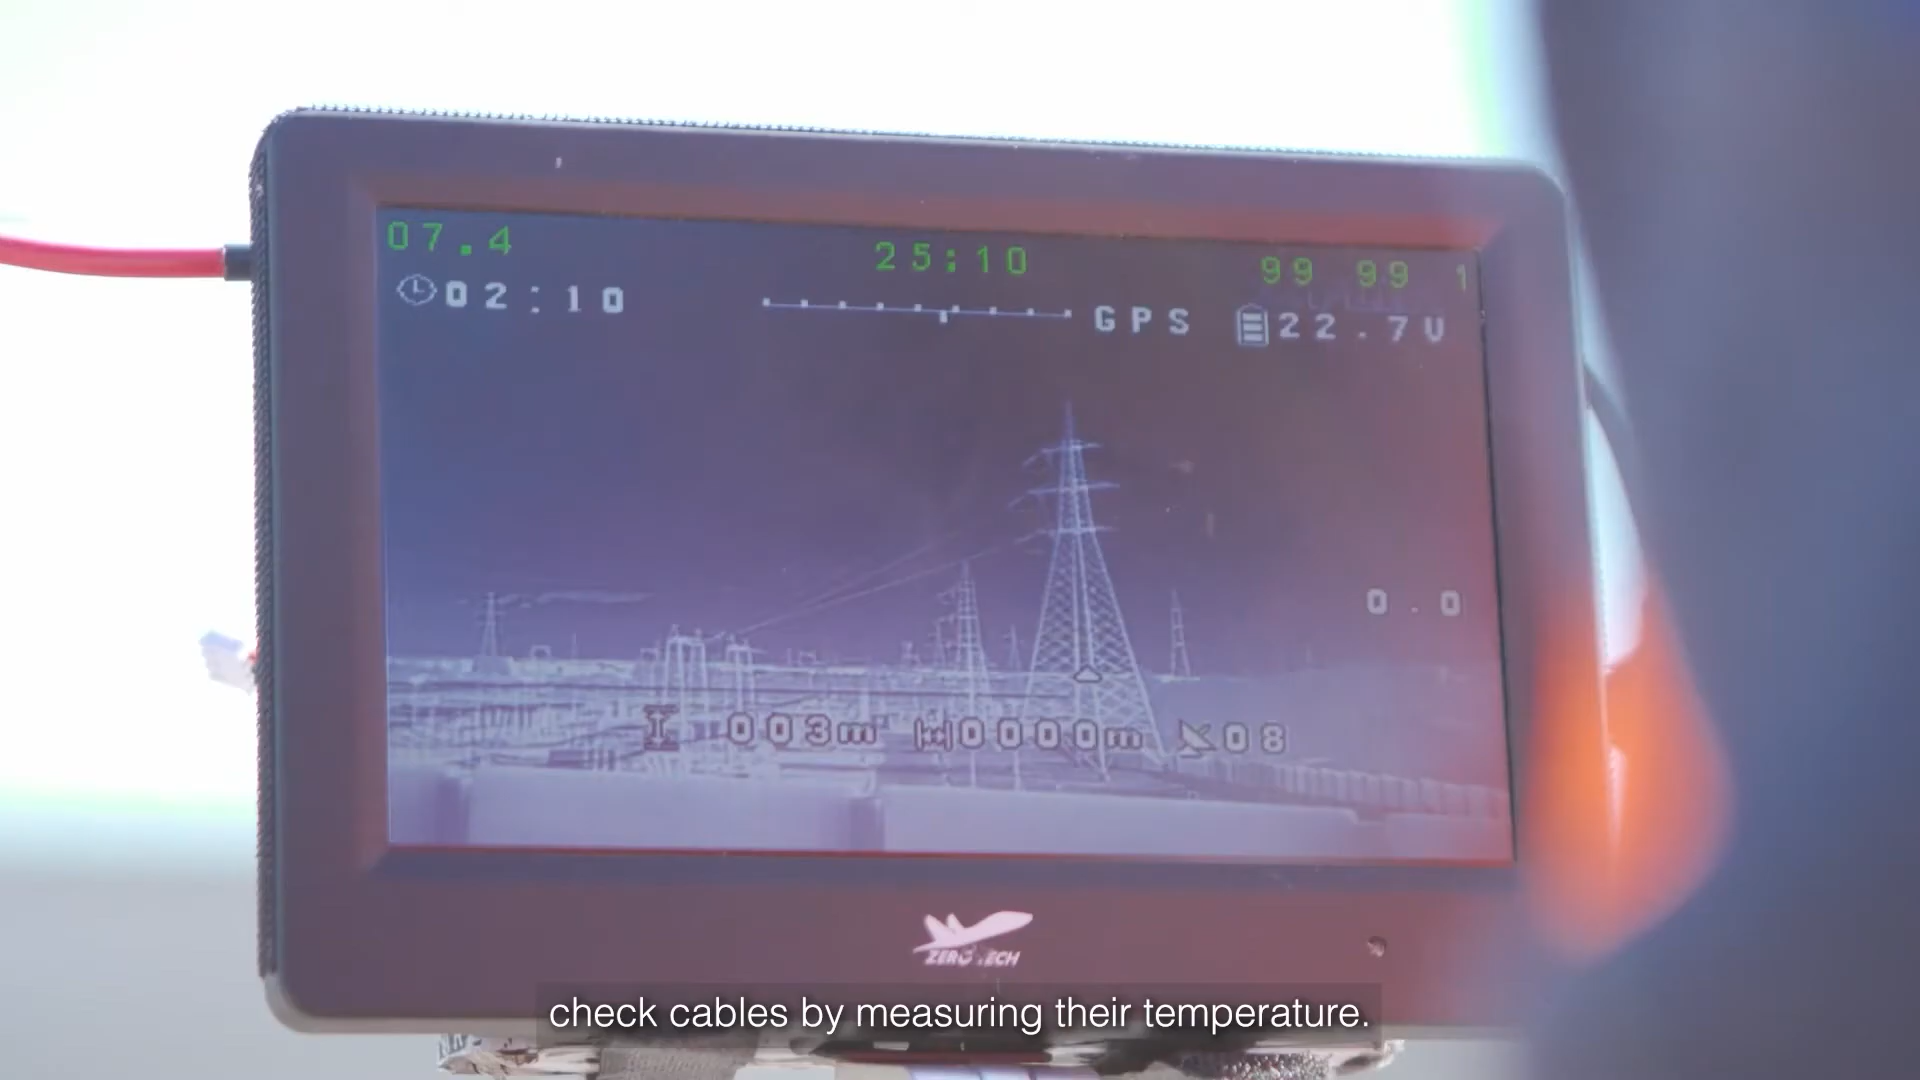 07.4
25:10
99 99 1
02:10
GPS
22.7V
0.0
003m
0000m
08
ZEROTECH
check cables by measuring their temperature.